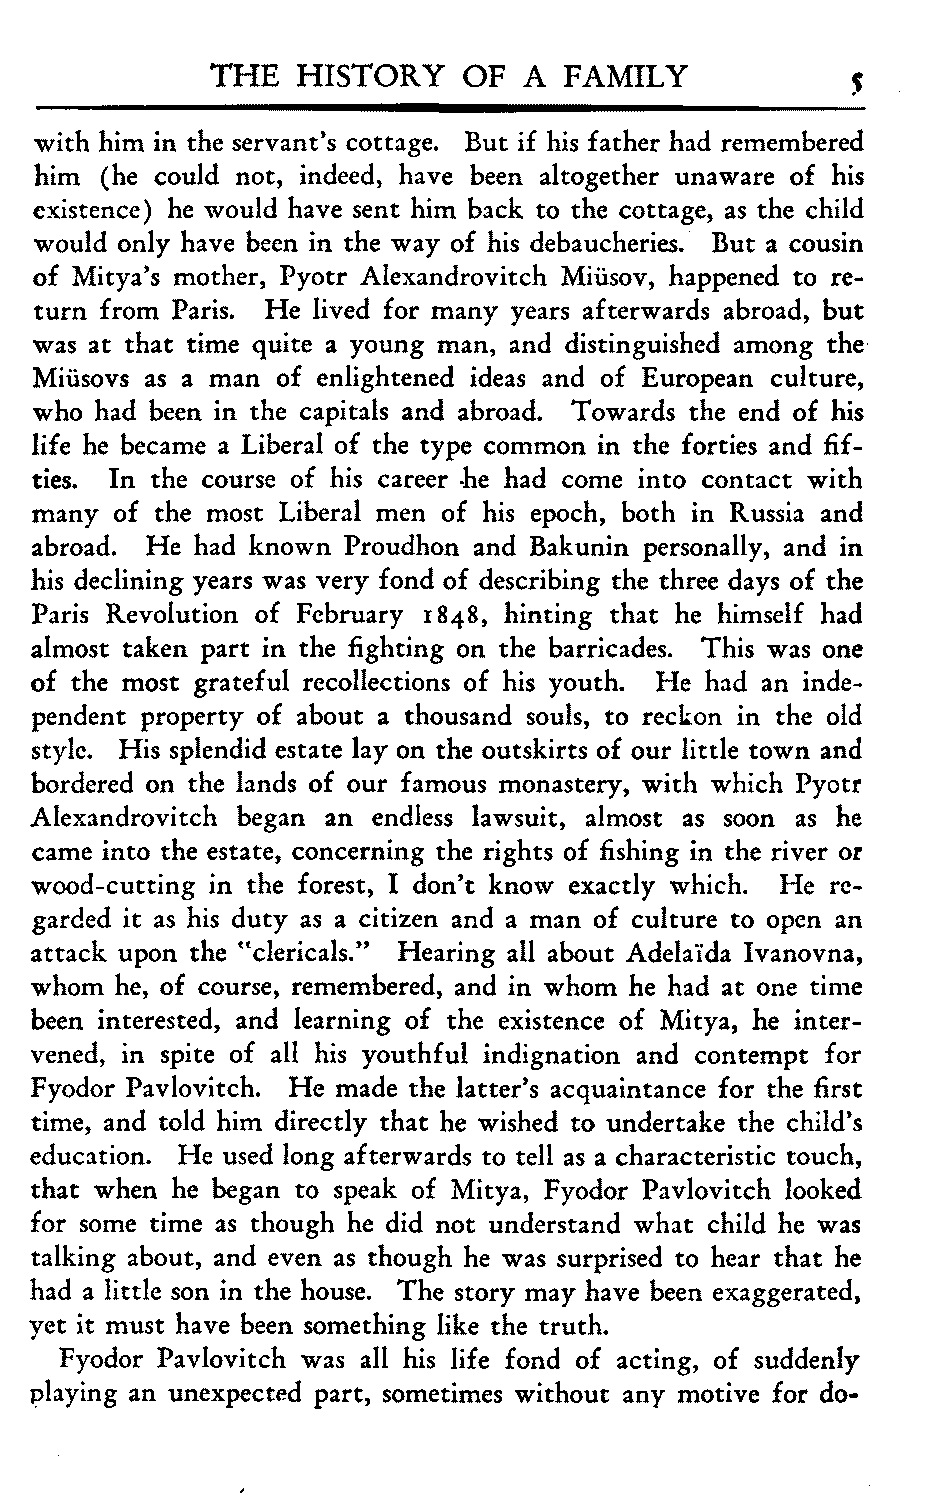 THE HISTORY OF A FAMILY 5
with him in the servant's cottage. But if his father had remembered
him (he could not, indeed, have been altogether unaware of his
existence) he would have sent him back to the cottage, as the child
would only have been in the way of his debaucheries. But a cousin
of Mitya's mother, Pyotr Alexandrovitch Miüsov, happened to re-
turn from Paris. He lived for many years afterwards abroad, but
was at that time quite a young man, and distinguished among the
Miüsovs as a man of enlightened ideas and of European culture,
who had been in the capitals and abroad. Towards the end of his
life he became a Liberal of the type common in the forties and fif-
ties. In the course of his career he had come into contact with
many of the most Liberal men of his epoch, both in Russia and
abroad. He had known Proudhon and Bakunin personally, and in
his declining years was very fond of describing the three days of the
Paris Revolution of February 1848, hinting that he himself had
almost taken part in the fighting on the barricades. This was one
of the most grateful recollections of his youth. He had an inde-
pendent property of about a thousand souls, to reckon in the old
style. His splendid estate lay on the outskirts of our little town and
bordered on the lands of our famous monastery, with which Pyotr
Alexandrovitch began an endless lawsuit, almost as soon as he
came into the estate, concerning the rights of fishing in the river or
wood-cutting in the forest, I don't know exactly which. He re-
garded it as his duty as a citizen and a man of culture to open an
attack upon the "clericals." Hearing all about Adelaïda Ivanovna,
whom he, of course, remembered, and in whom he had at one time
been interested, and learning of the existence of Mitya, he inter-
vened, in spite of all his youthful indignation and contempt for
Fyodor Pavlovitch. He made the latter's acquaintance for the first
time, and told him directly that he wished to undertake the child's
education. He used long afterwards to tell as a characteristic touch,
that when he began to speak of Mitya, Fyodor Pavlovitch looked
for some time as though he did not understand what child he was
talking about, and even as though he was surprised to hear that he
had a little son in the house. The story may have been exaggerated,
yet it must have been something like the truth.
Fyodor Pavlovitch was all his life fond of acting, of suddenly
playing an unexpected part, sometimes without any motive for do-